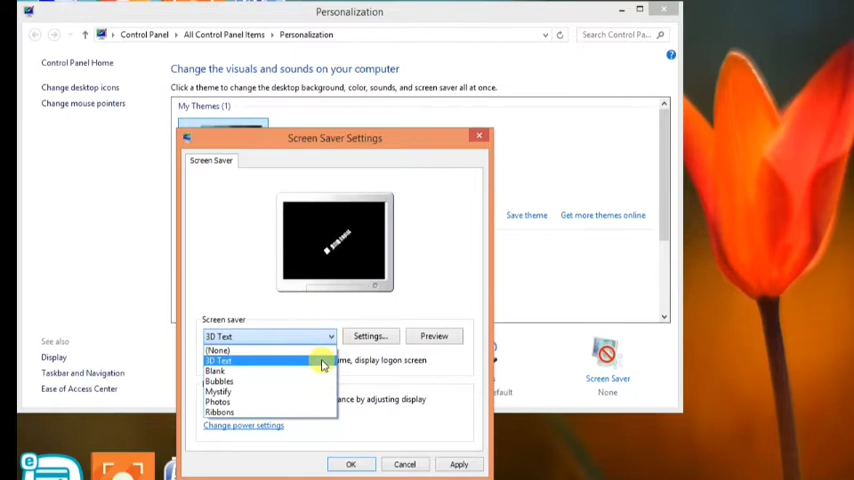 Personalization
Control Panel
All Control Panel Items
Personalization
Search Control Pa...
Control Panel Home
Change desktop icons
Change mouse pointers
Change the visuals and sounds on your computer
Click a theme to change the desktop background, color, sounds, and screen saver all at once.
My Themes (1)
Save theme
Get more themes online
Screen Saver Settings
Screen Saver
Screen saver
3D Text
Settings...
Preview
(None)
3D Text
Blank
Bubbles
Mystify
Photos
Ribbons
ume, display logon screen
ance by adjusting display
Change power settings
OK
Cancel
Apply
See also
Display
Taskbar and Navigation
Ease of Access Center
Screen Saver
None